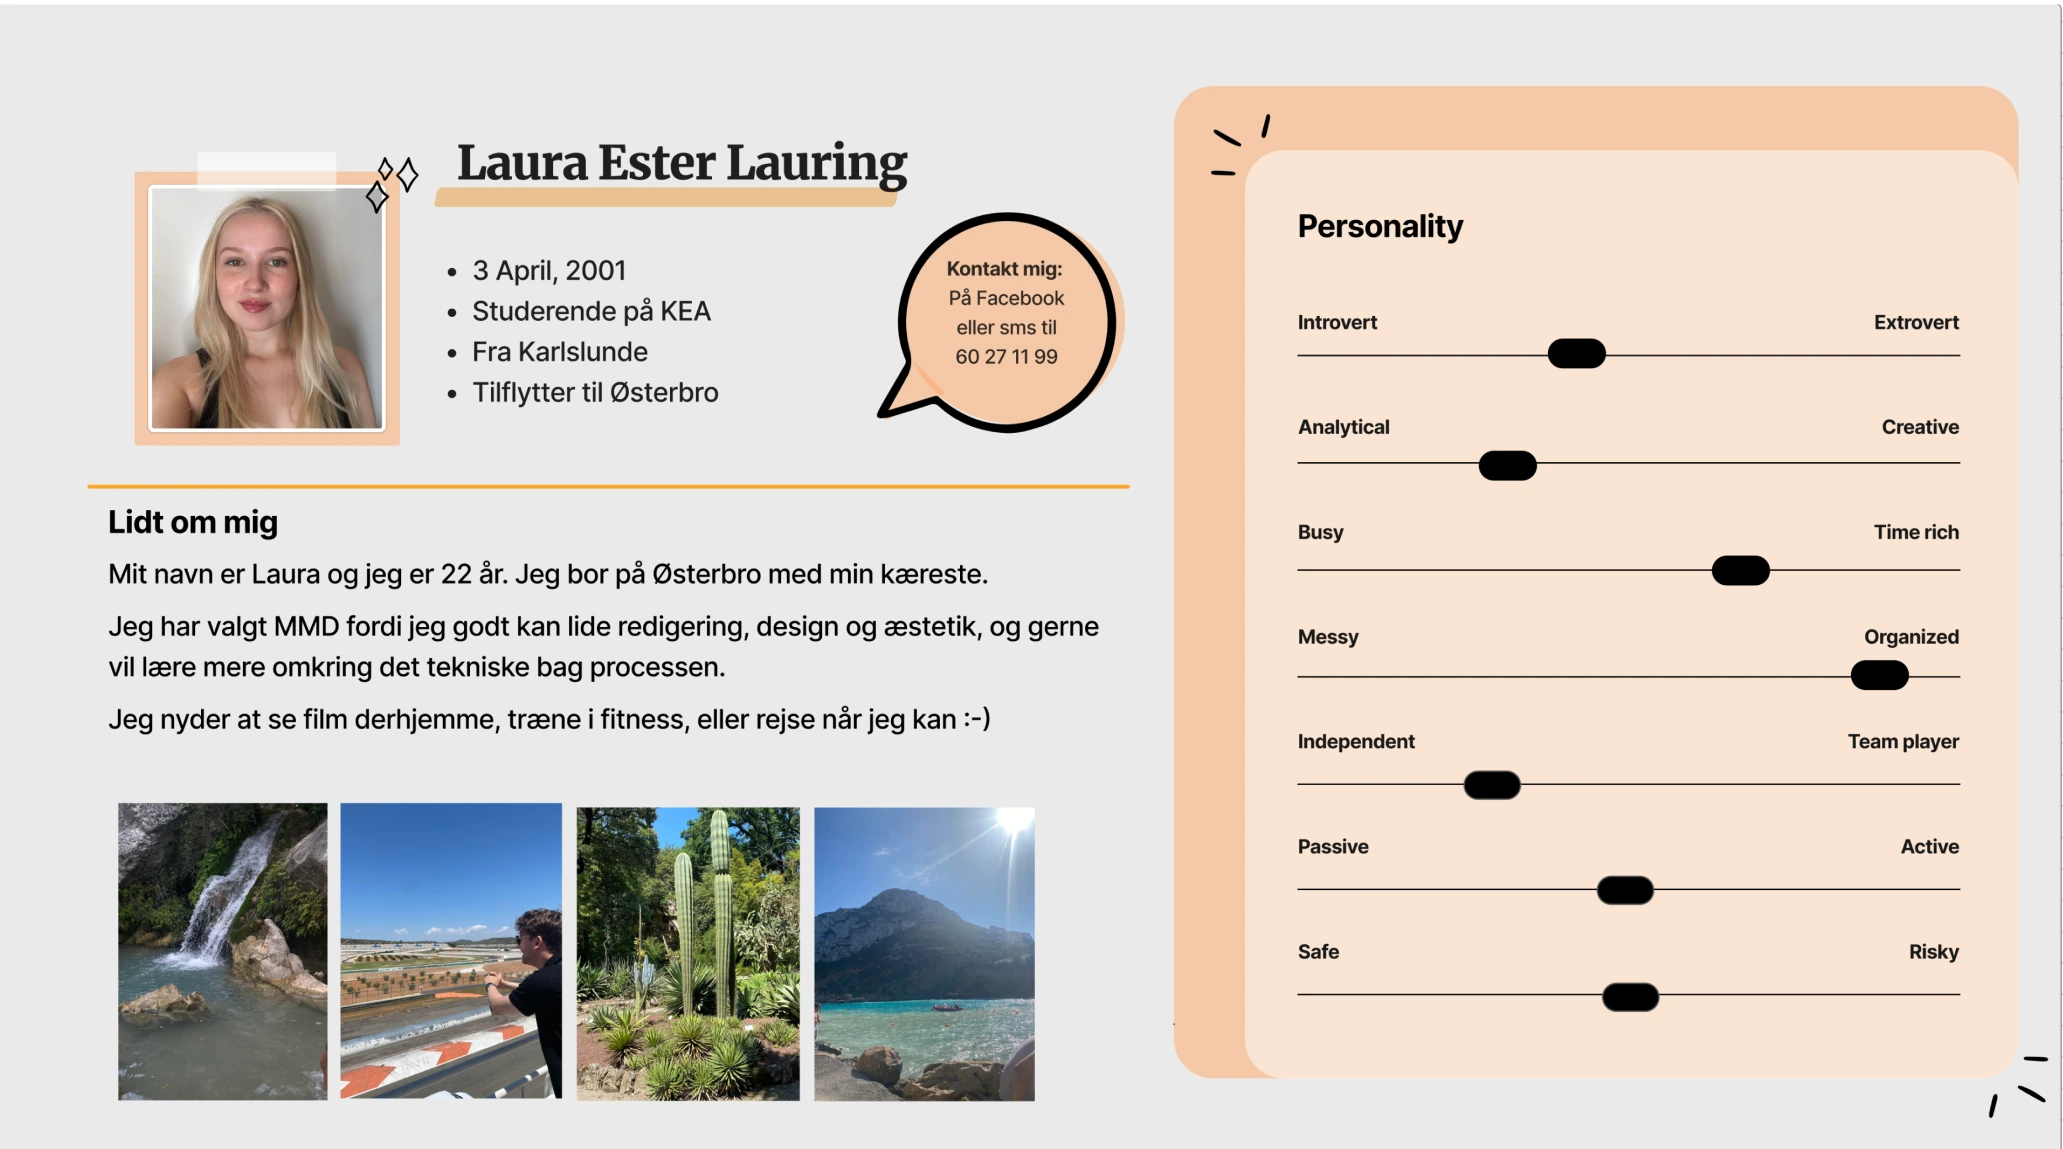 Laura Ester Lauring
3 April, 2001
Studerende på KEA
Fra Karlslunde
Tilflytter til Østerbro
Kontakt mig:
På Facebook
eller sms til
60 27 11 99
Lidt om mig
Mit navn er Laura og jeg er 22 år. Jeg bor på Østerbro med min kæreste.
Jeg har valgt MMD fordi jeg godt kan lide redigering, design og æstetik, og gerne
vil lære mere omkring det tekniske bag processen.
Jeg nyder at se film derhjemme, træne i fitness, eller rejse når jeg kan :-)
Personality
Introvert Extrovert
Analytical Creative
Busy Time rich
Messy Organized
Independent Team player
Passive Active
Safe Risky